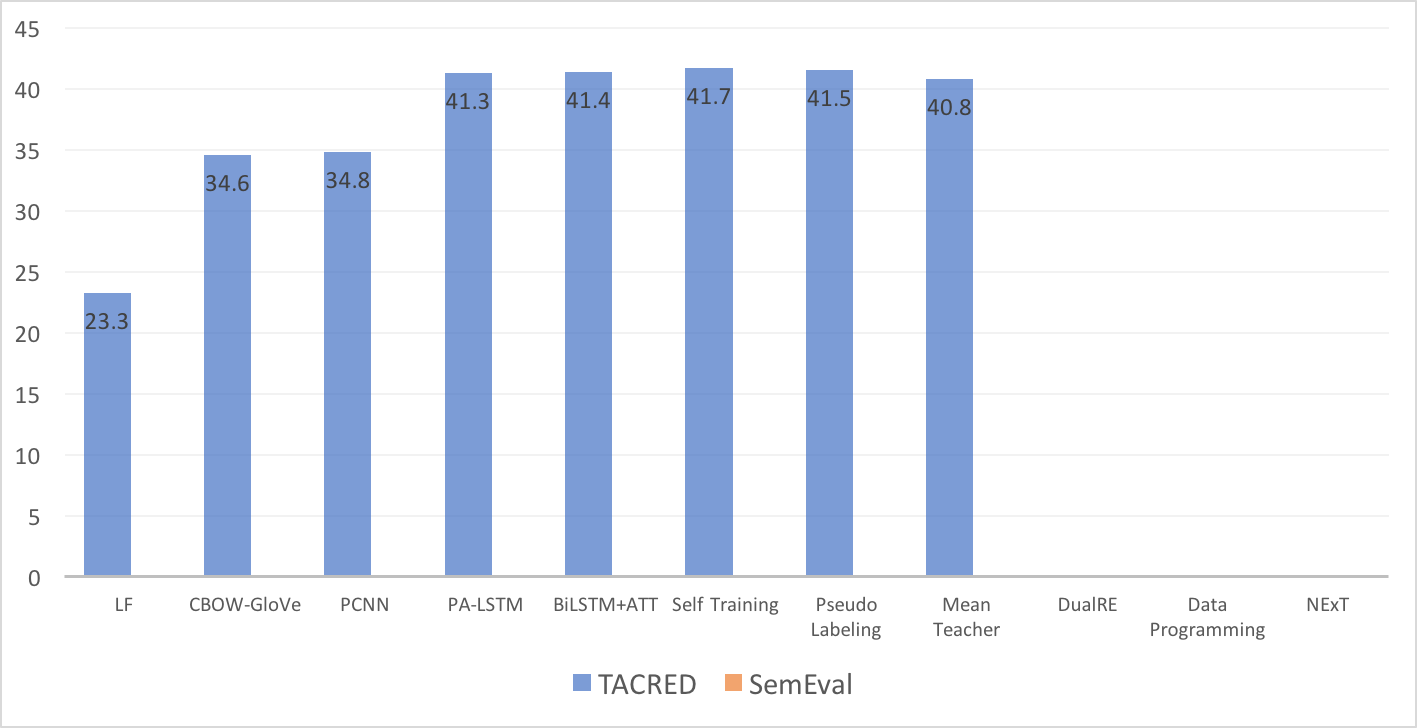 45
40
35
30
25
20
15
10
5
0
23.3
34.6
34.8
41.3
41.4
41.7
41.5
40.8
LF
CBOW-GloVe
PCNN
PA-LSTM
BiLSTM+ATT
Self Training
Pseudo
Labeling
Mean
Teacher
DualRE
Data
Programming
NExT
TACRED
SemEval